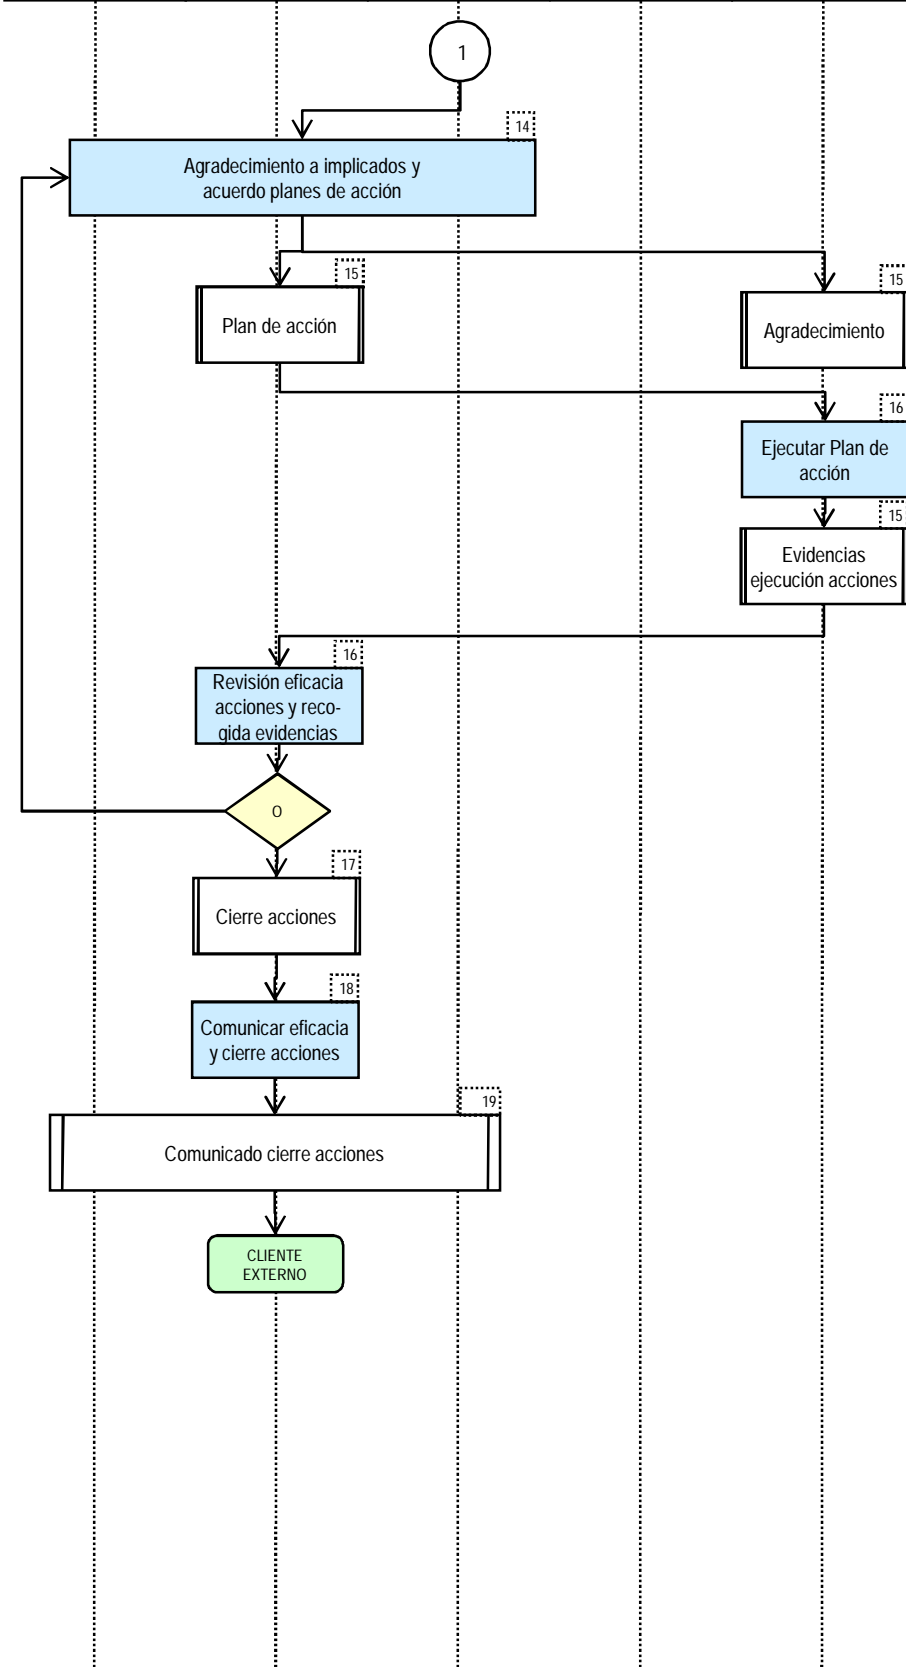 1
14
Agradecimiento a implicados y
acuerdo planes de acción
15
Plan de acción
15
Agradecimiento
16
Ejecutar Plan de
acción
15
Evidencias
ejecución acciones
16
Revisión eficacia
acciones y reco-
gida evidencias
O
17
Cierre acciones
18
Comunicar eficacia
y cierre acciones
19
Comunicado cierre acciones
CLIENTE
EXTERNO